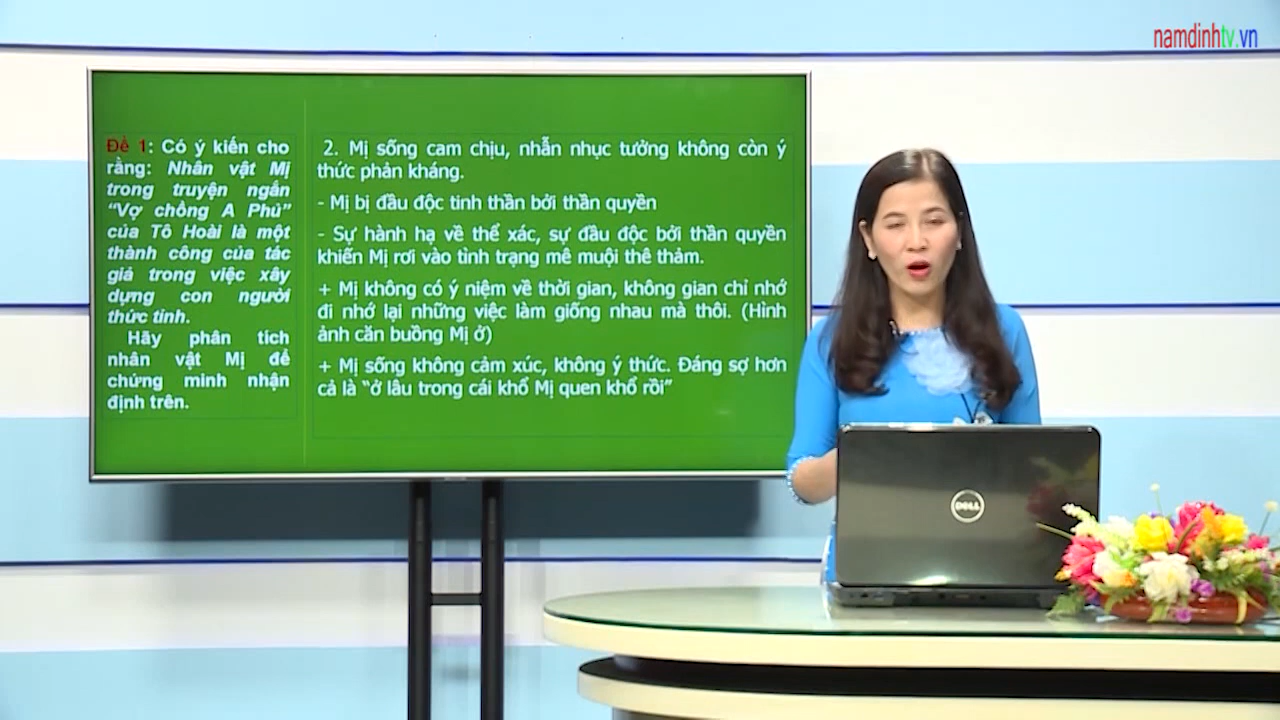 namdinhtv.vn
Đề 1: Có ý kiến cho
rằng: Nhân vật Mị
trong truyện ngắn
“Vợ chồng A Phủ”
của Tô Hoài là một
thành công của tác
giả trong việc xây
dựng con người
thức tỉnh.
Hãy phân tích
nhân vật Mị để
chứng minh nhận
định trên.
2. Mị sống cam chịu, nhẫn nhục tưởng không còn ý
thức phản kháng.
- Mị bị đầu độc tinh thần bởi thần quyền
- Sự hành hạ về thể xác, sự đầu độc bởi thần quyền
khiến Mị rơi vào tình trạng mê muội thê thảm.
+ Mị không có ý niệm về thời gian, không gian chỉ nhớ
đi nhớ lại những việc làm giống nhau mà thôi. (Hình
ảnh căn buồng Mị ở)
+ Mị sống không cảm xúc, không ý thức. Đáng sợ hơn
cả là “ở lâu trong cái khổ Mị quen khổ rồi”
DELL